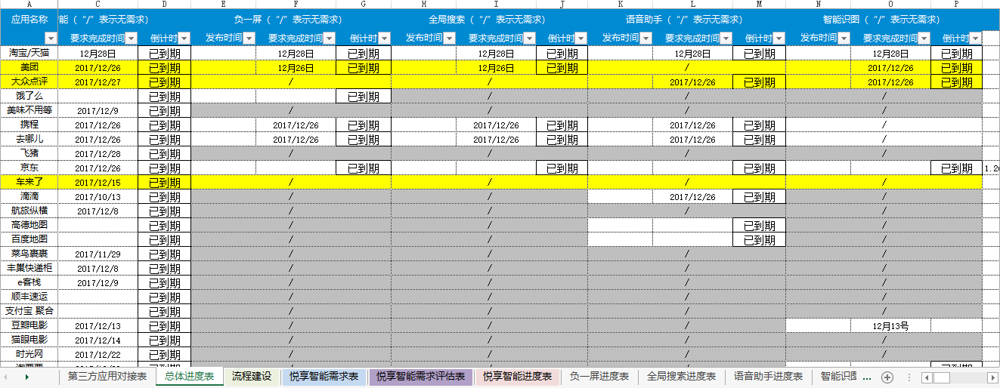 A C D E F G H I J K L M N O P
应用名称 能（ “/” 表示无需求） 负一屏（ “/” 表示无需求） 全局搜索（ “/” 表示无需求） 语音助手（ “/” 表示无需求） 智能识图（ “/” 表示无需求）
要求完成时间 倒计时 发布时间 要求完成时间 倒计时 发布时间 要求完成时间 倒计时 发布时间 要求完成时间 倒计时 发布时间 要求完成时间 倒计时
淘宝/天猫 12月28日 已到期 12月28日 已到期 12月28日 已到期 12月28日 已到期 12月28日 已到期
美团 2017/12/26 已到期 12月26日 已到期 12月26日 已到期 / 2017/12/26 已到期
大众点评 2017/12/27 已到期 / / 2017/12/26 已到期 2017/12/26 已到期
饿了么 已到期 已到期 / / /
美味不用等 2017/12/9 已到期 / / / /
携程 2017/12/26 已到期 2017/12/26 已到期 2017/12/26 已到期 2017/12/26 已到期 /
去哪儿 2017/12/26 已到期 2017/12/26 已到期 2017/12/26 已到期 2017/12/26 已到期 /
飞猪 2017/12/28 已到期 / / / /
京东 2017/12/26 已到期 已到期 已到期 已到期 已到期
车来了 2017/12/15 已到期 / / / /
滴滴 2017/10/13 已到期 / / 2017/12/26 已到期 /
航旅纵横 2017/12/8 已到期 / / / /
高德地图 已到期 / / 已到期 /
百度地图 已到期 / / 已到期 /
菜鸟裹裹 2017/11/29 已到期 / / / /
丰巢快递柜 2017/12/8 已到期 / / / /
e客栈 2017/12/9 已到期 / / / /
顺丰速运 已到期 / / / /
支付宝 聚合 已到期 / / / /
豆瓣电影 2017/12/13 已到期 / / / 12月13号
猫眼电影 2017/12/14 已到期 / / / /
时光网 2017/12/22 已到期 / / / /
第三方应用对接表 总体进度表 流程建设 悦享智能需求表 悦享智能需求评估表 悦享智能进度表 负一屏进度表 全局搜索进度表 语音助手进度表 智能识图 ...